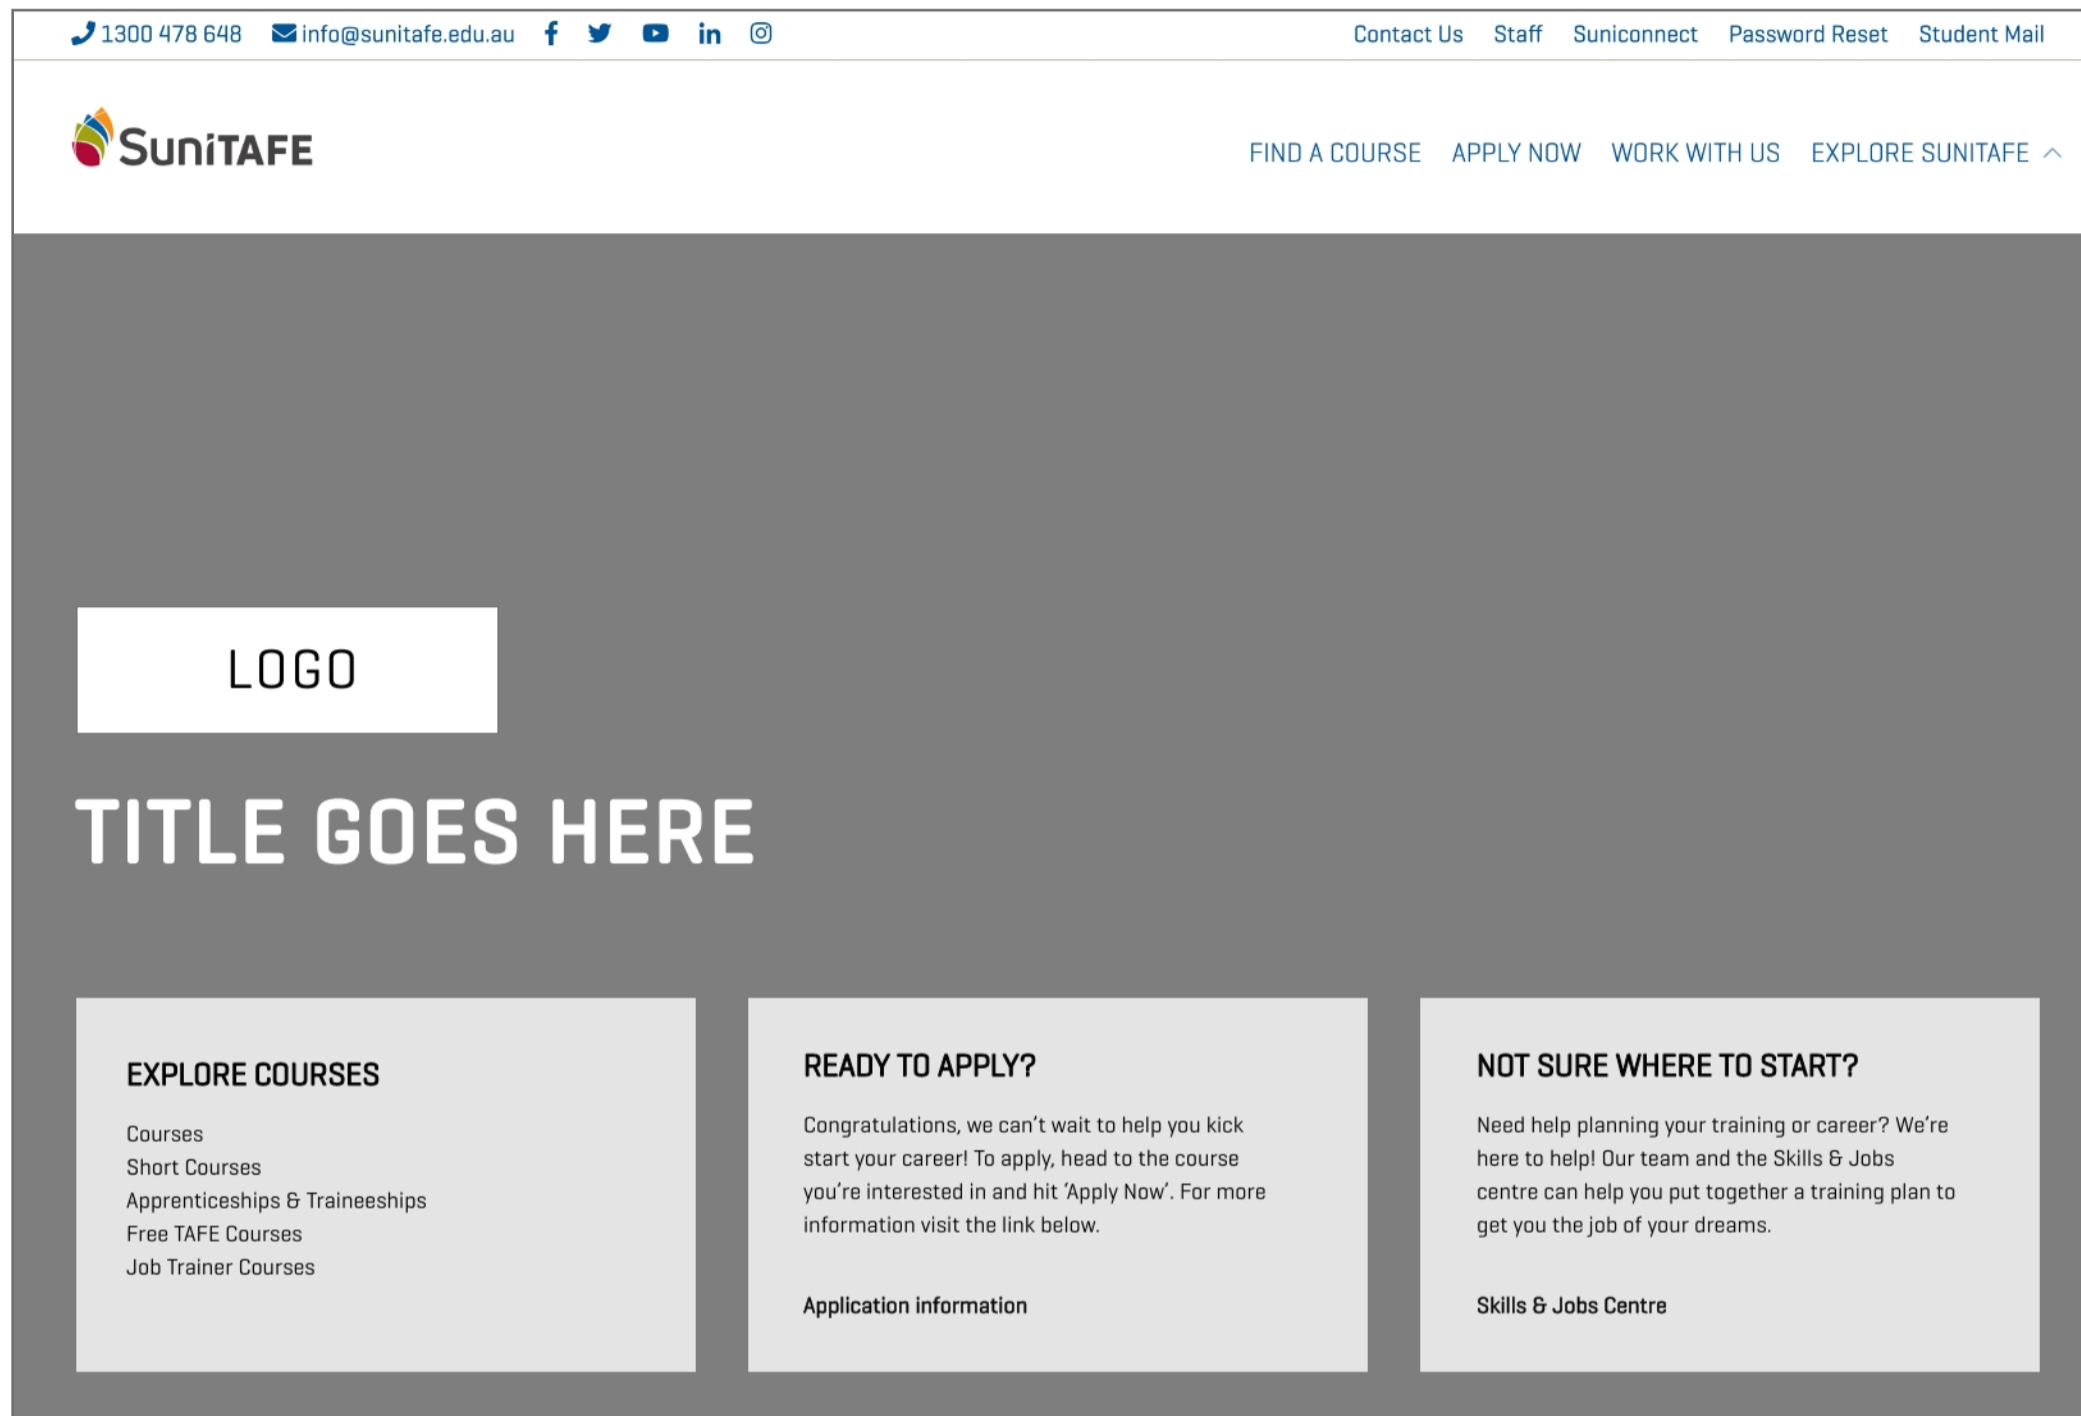 1300 478 648 info@sunitafe.edu.au Contact Us Staff Suniconnect Password Reset Student Mail
SuniTAFE
FIND A COURSE APPLY NOW WORK WITH US EXPLORE SUNITAFE
LOGO
TITLE GOES HERE
EXPLORE COURSES
Courses
Short Courses
Apprenticeships & Traineeships
Free TAFE Courses
Job Trainer Courses
READY TO APPLY?
Congratulations, we can’t wait to help you kick
start your career! To apply, head to the course
you’re interested in and hit ‘Apply Now’. For more
information visit the link below.
Application information
NOT SURE WHERE TO START?
Need help planning your training or career? We’re
here to help! Our team and the Skills & Jobs
centre can help you put together a training plan to
get you the job of your dreams.
Skills & Jobs Centre